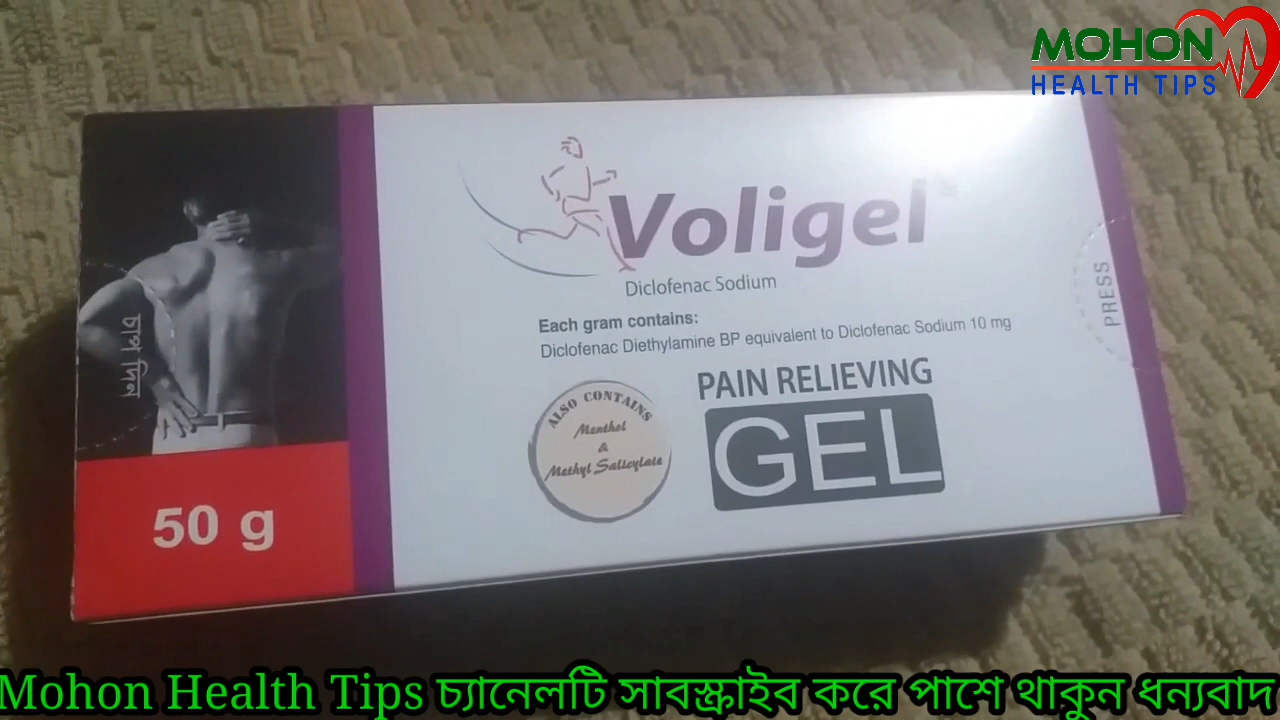 MOHON
HEALTH TIPS
Voligel
Diclofenac Sodium
Each gram contains:
Diclofenac Diethylamine BP equivalent to Diclofenac Sodium 10 mg
PAIN RELIEVING
GEL
ALSO CONTAINS
Menthol
&
Methyl Salicylate
PRESS
চাপ দিন
50 g
Mohon Health Tips চ্যানেলটি সাবস্ক্রাইব করে পাশে থাকুন ধন্যবাদ